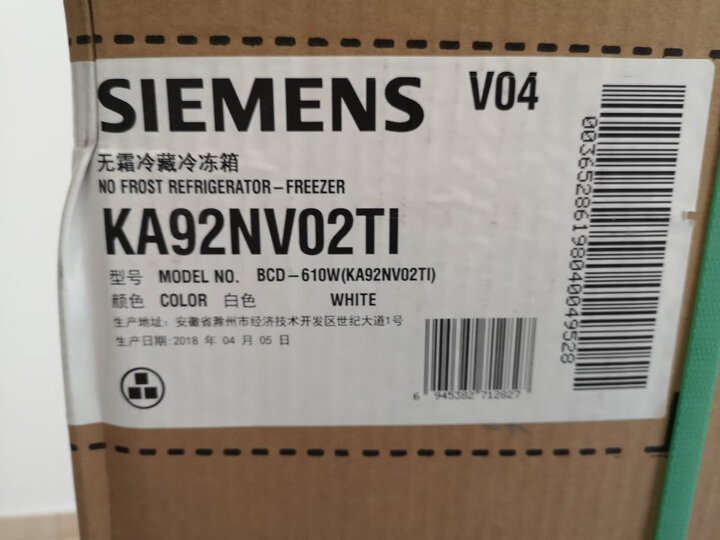 SIEMENS V04
无霜冷藏冷冻箱
NO FROST REFRIGERATOR-FREEZER
KA92NV02TI
型号 MODEL NO. BCD-610W(KA92NV02TI)
颜色 COLOR 白色 WHITE
生产地址: 安徽省滁州市经济技术开发区世纪大道1号
生产日期:2018 年 04 月 05 日
6 945382 712827
00365286198040049528